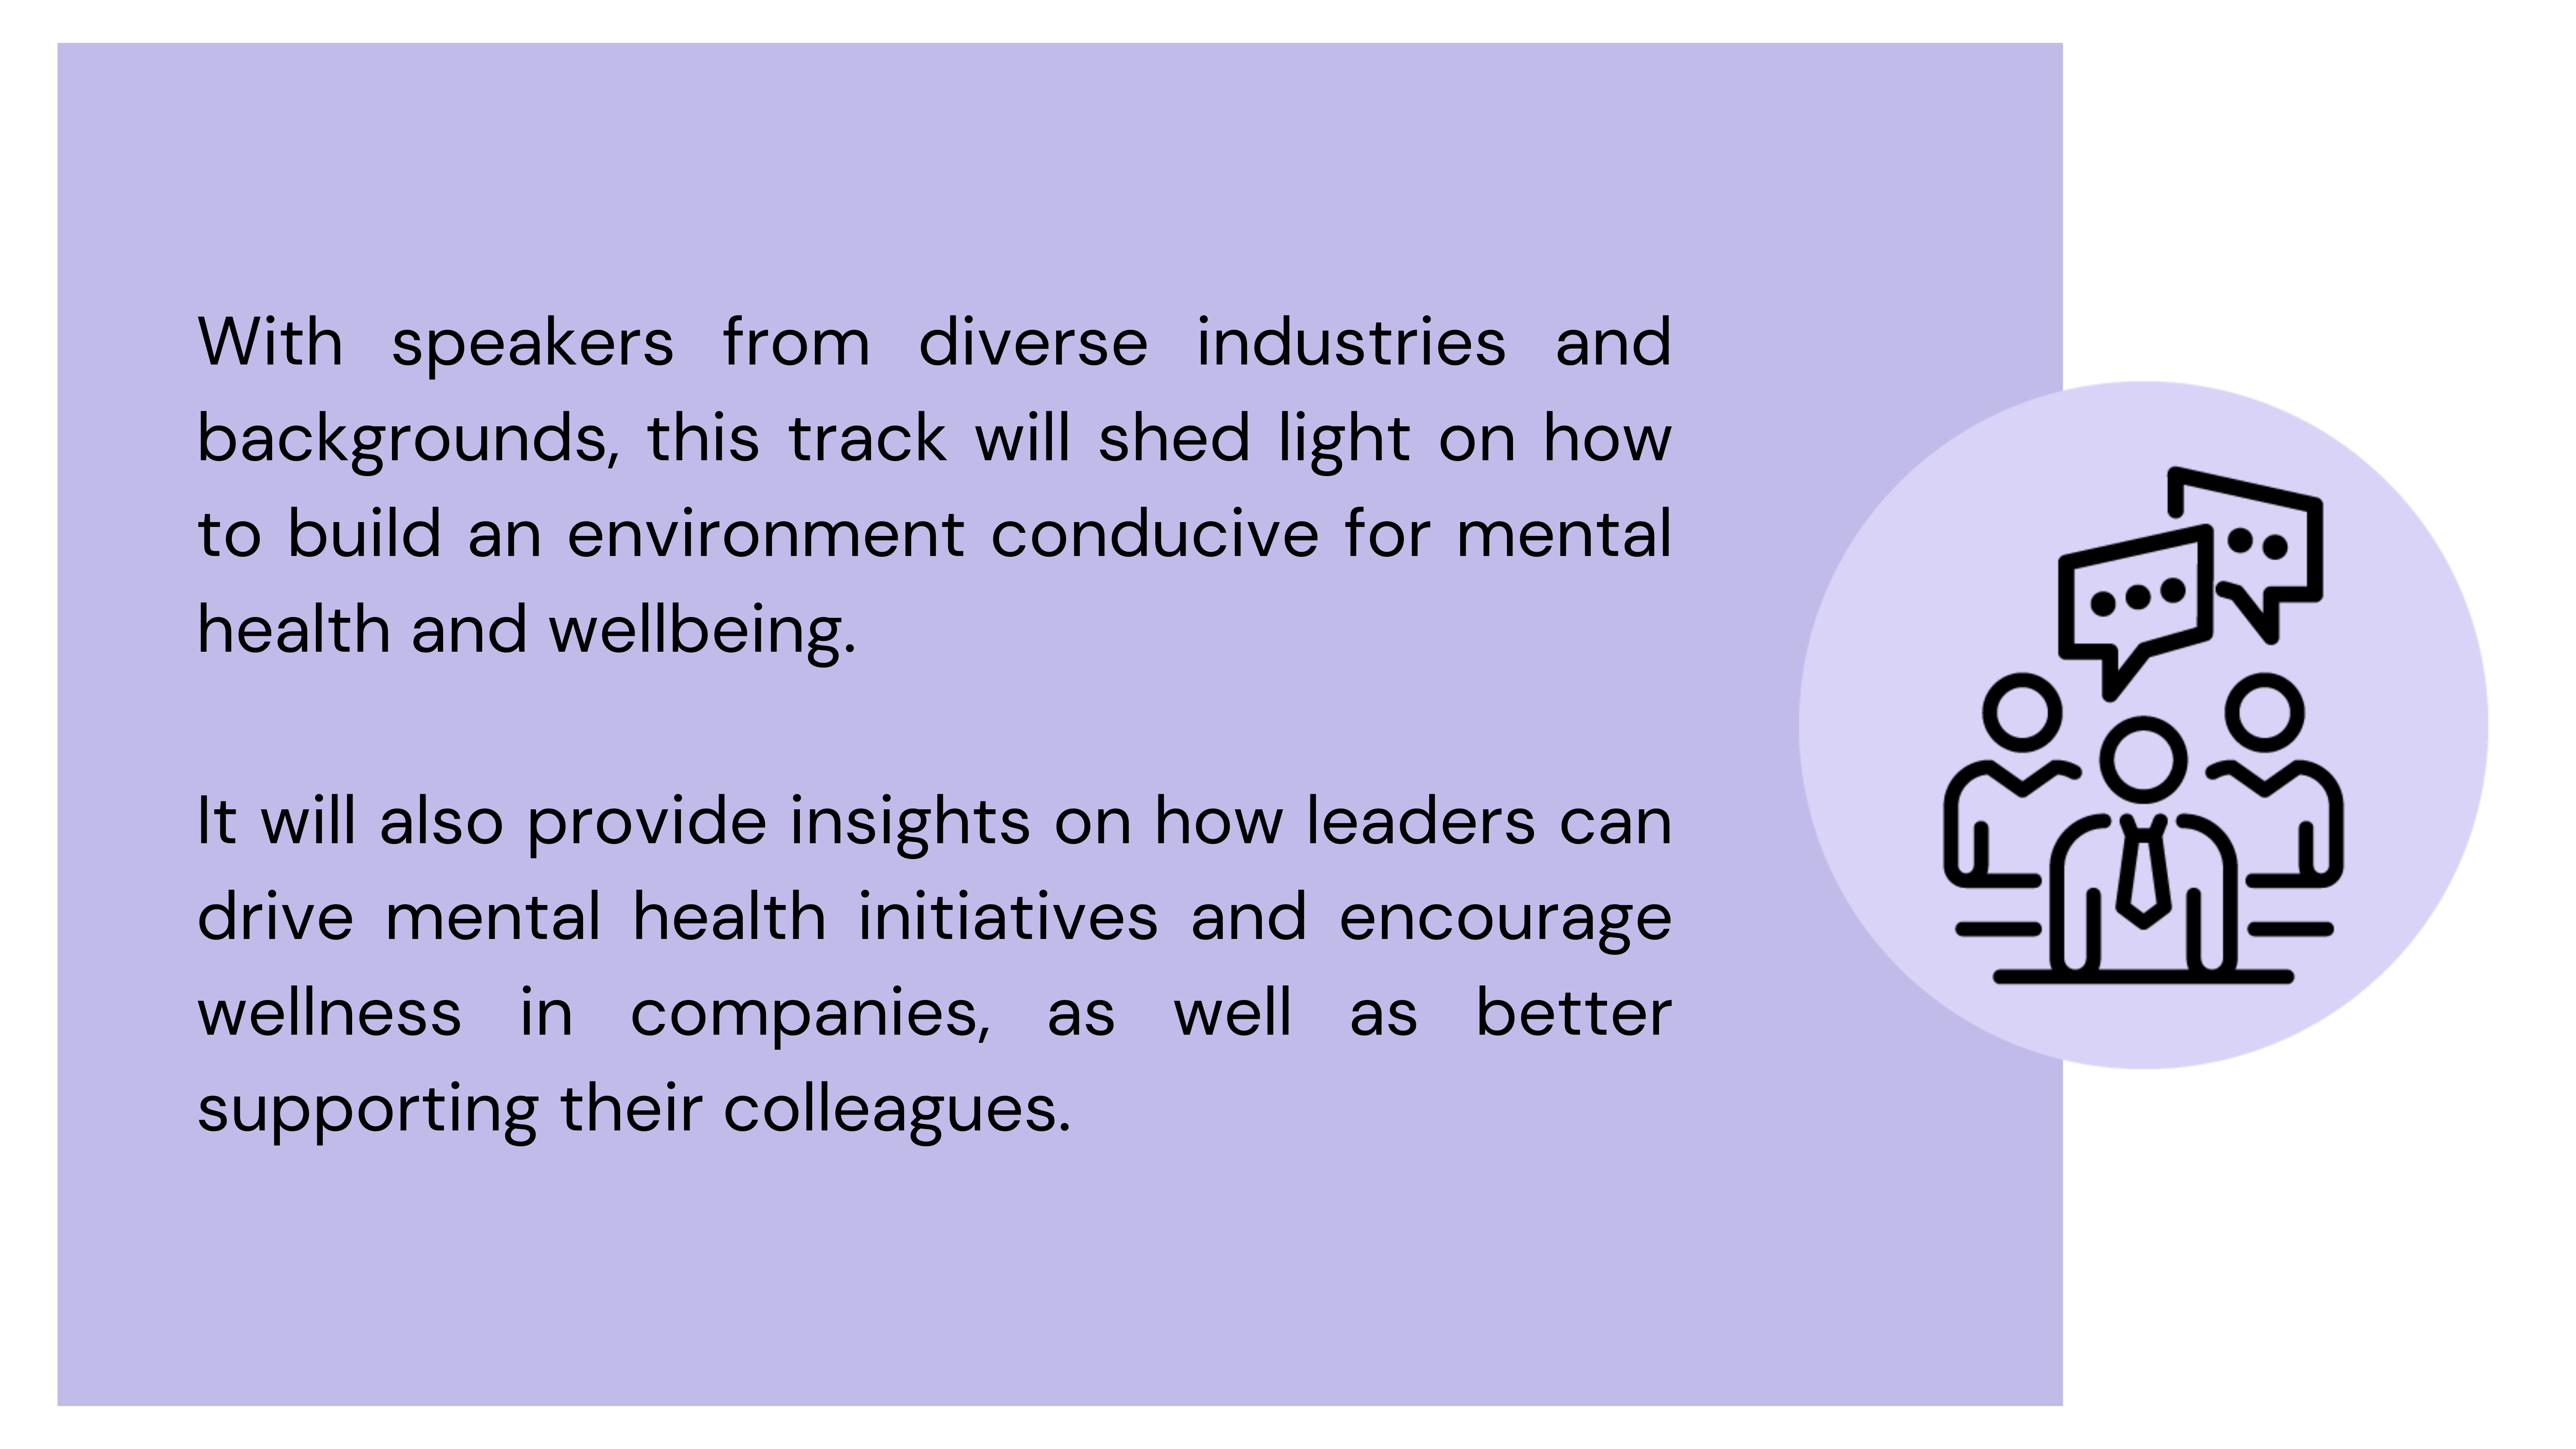 With speakers from diverse industries and
backgrounds, this track will shed light on how
to build an environment conducive for mental
health and wellbeing.
It will also provide insights on how leaders can
drive mental health initiatives and encourage
wellness in companies, as well as better
supporting their colleagues.